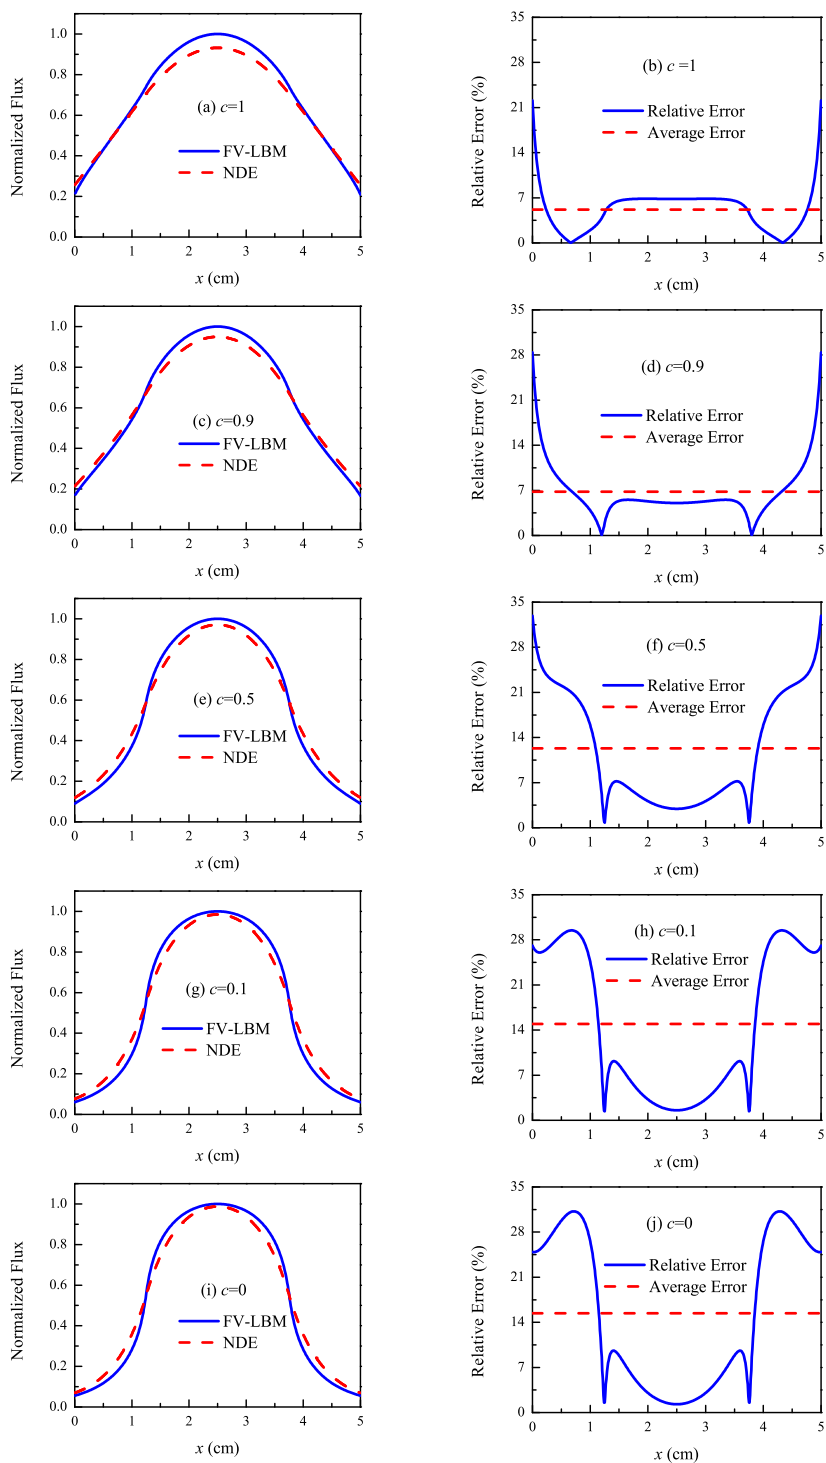 Normalized Flux
1.0
0.8
0.6
0.4
0.2
0.0
(a) c=1
FV-LBM
NDE
0 1 2 3 4 5
x (cm)
Relative Error (%)
35
28
21
14
7
0
(b) c =1
Relative Error
Average Error
0 1 2 3 4 5
x (cm)
Normalized Flux
1.0
0.8
0.6
0.4
0.2
0.0
(c) c=0.9
FV-LBM
NDE
0 1 2 3 4 5
x (cm)
Relative Error (%)
35
28
21
14
7
0
(d) c=0.9
Relative Error
Average Error
0 1 2 3 4 5
x (cm)
Normalized Flux
1.0
0.8
0.6
0.4
0.2
0.0
(e) c=0.5
FV-LBM
NDE
0 1 2 3 4 5
x (cm)
Relative Error (%)
35
28
21
14
7
0
(f) c=0.5
Relative Error
Average Error
0 1 2 3 4 5
x (cm)
Normalized Flux
1.0
0.8
0.6
0.4
0.2
0.0
(g) c=0.1
FV-LBM
NDE
0 1 2 3 4 5
x (cm)
Relative Error (%)
35
28
21
14
7
0
(h) c=0.1
Relative Error
Average Error
0 1 2 3 4 5
x (cm)
Normalized Flux
1.0
0.8
0.6
0.4
0.2
0.0
(i) c=0
FV-LBM
NDE
0 1 2 3 4 5
x (cm)
Relative Error (%)
35
28
21
14
7
0
(j) c=0
Relative Error
Average Error
0 1 2 3 4 5
x (cm)